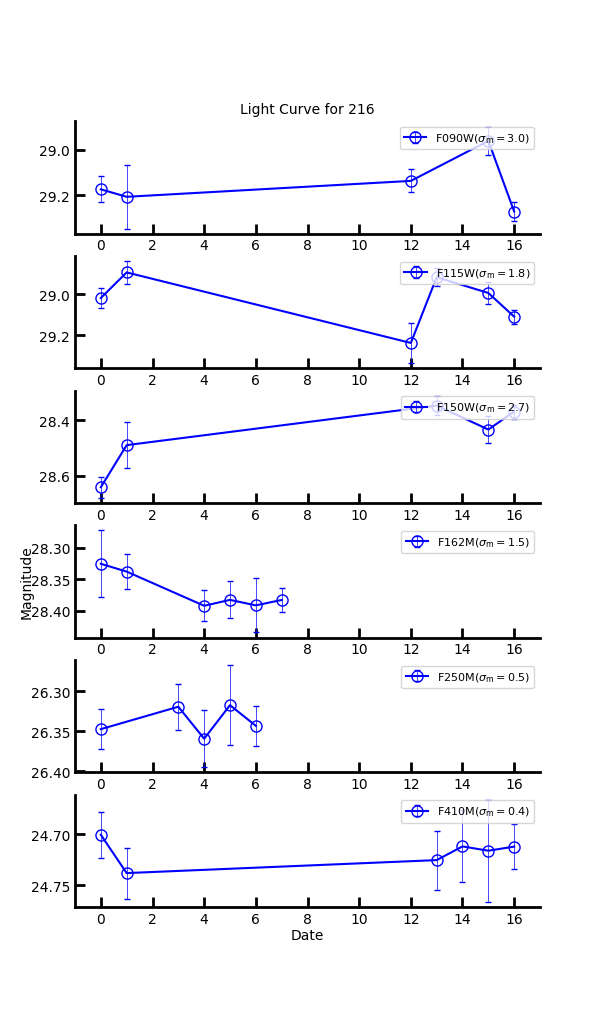 Light Curve for 216
F090W(σm = 3.0)
29.0
29.2
0 2 4 6 8 10 12 14 16
F115W(σm = 1.8)
29.0
29.2
0 2 4 6 8 10 12 14 16
F150W(σm = 2.7)
28.4
28.6
0 2 4 6 8 10 12 14 16
F162M(σm = 1.5)
28.30
28.35
28.40
Magnitude
0 2 4 6 8 10 12 14 16
F250M(σm = 0.5)
26.30
26.35
26.40
0 2 4 6 8 10 12 14 16
F410M(σm = 0.4)
24.70
24.75
0 2 4 6 8 10 12 14 16
Date